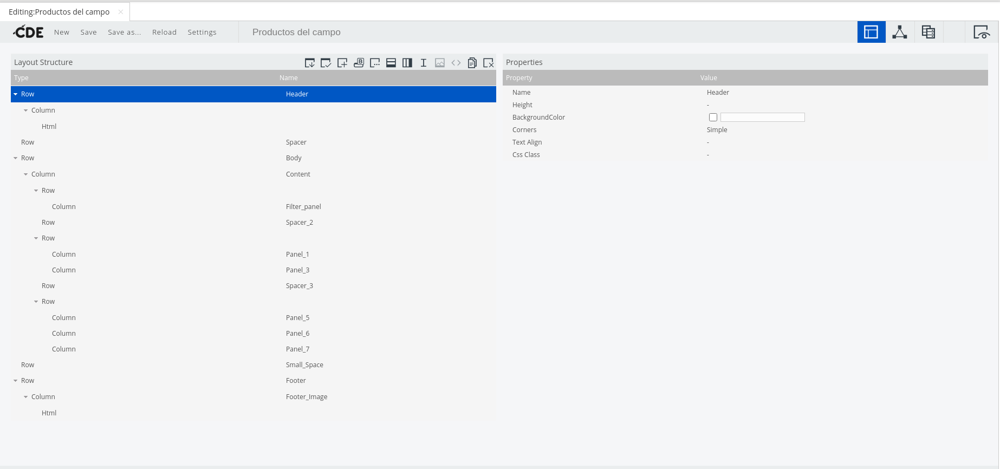 Editing:Productos del campo
CDE New Save Save as... Reload Settings Productos del campo
Layout Structure
Type Name
Row Header
Column
Html
Row Spacer
Row Body
Column Content
Row
Column Filter_panel
Row Spacer_2
Row
Column Panel_1
Column Panel_3
Row Spacer_3
Row
Column Panel_5
Column Panel_6
Column Panel_7
Row Small_Space
Row Footer
Column Footer_Image
Html
Properties
Property Value
Name Header
Height -
BackgroundColor
Corners Simple
Text Align -
Css Class -